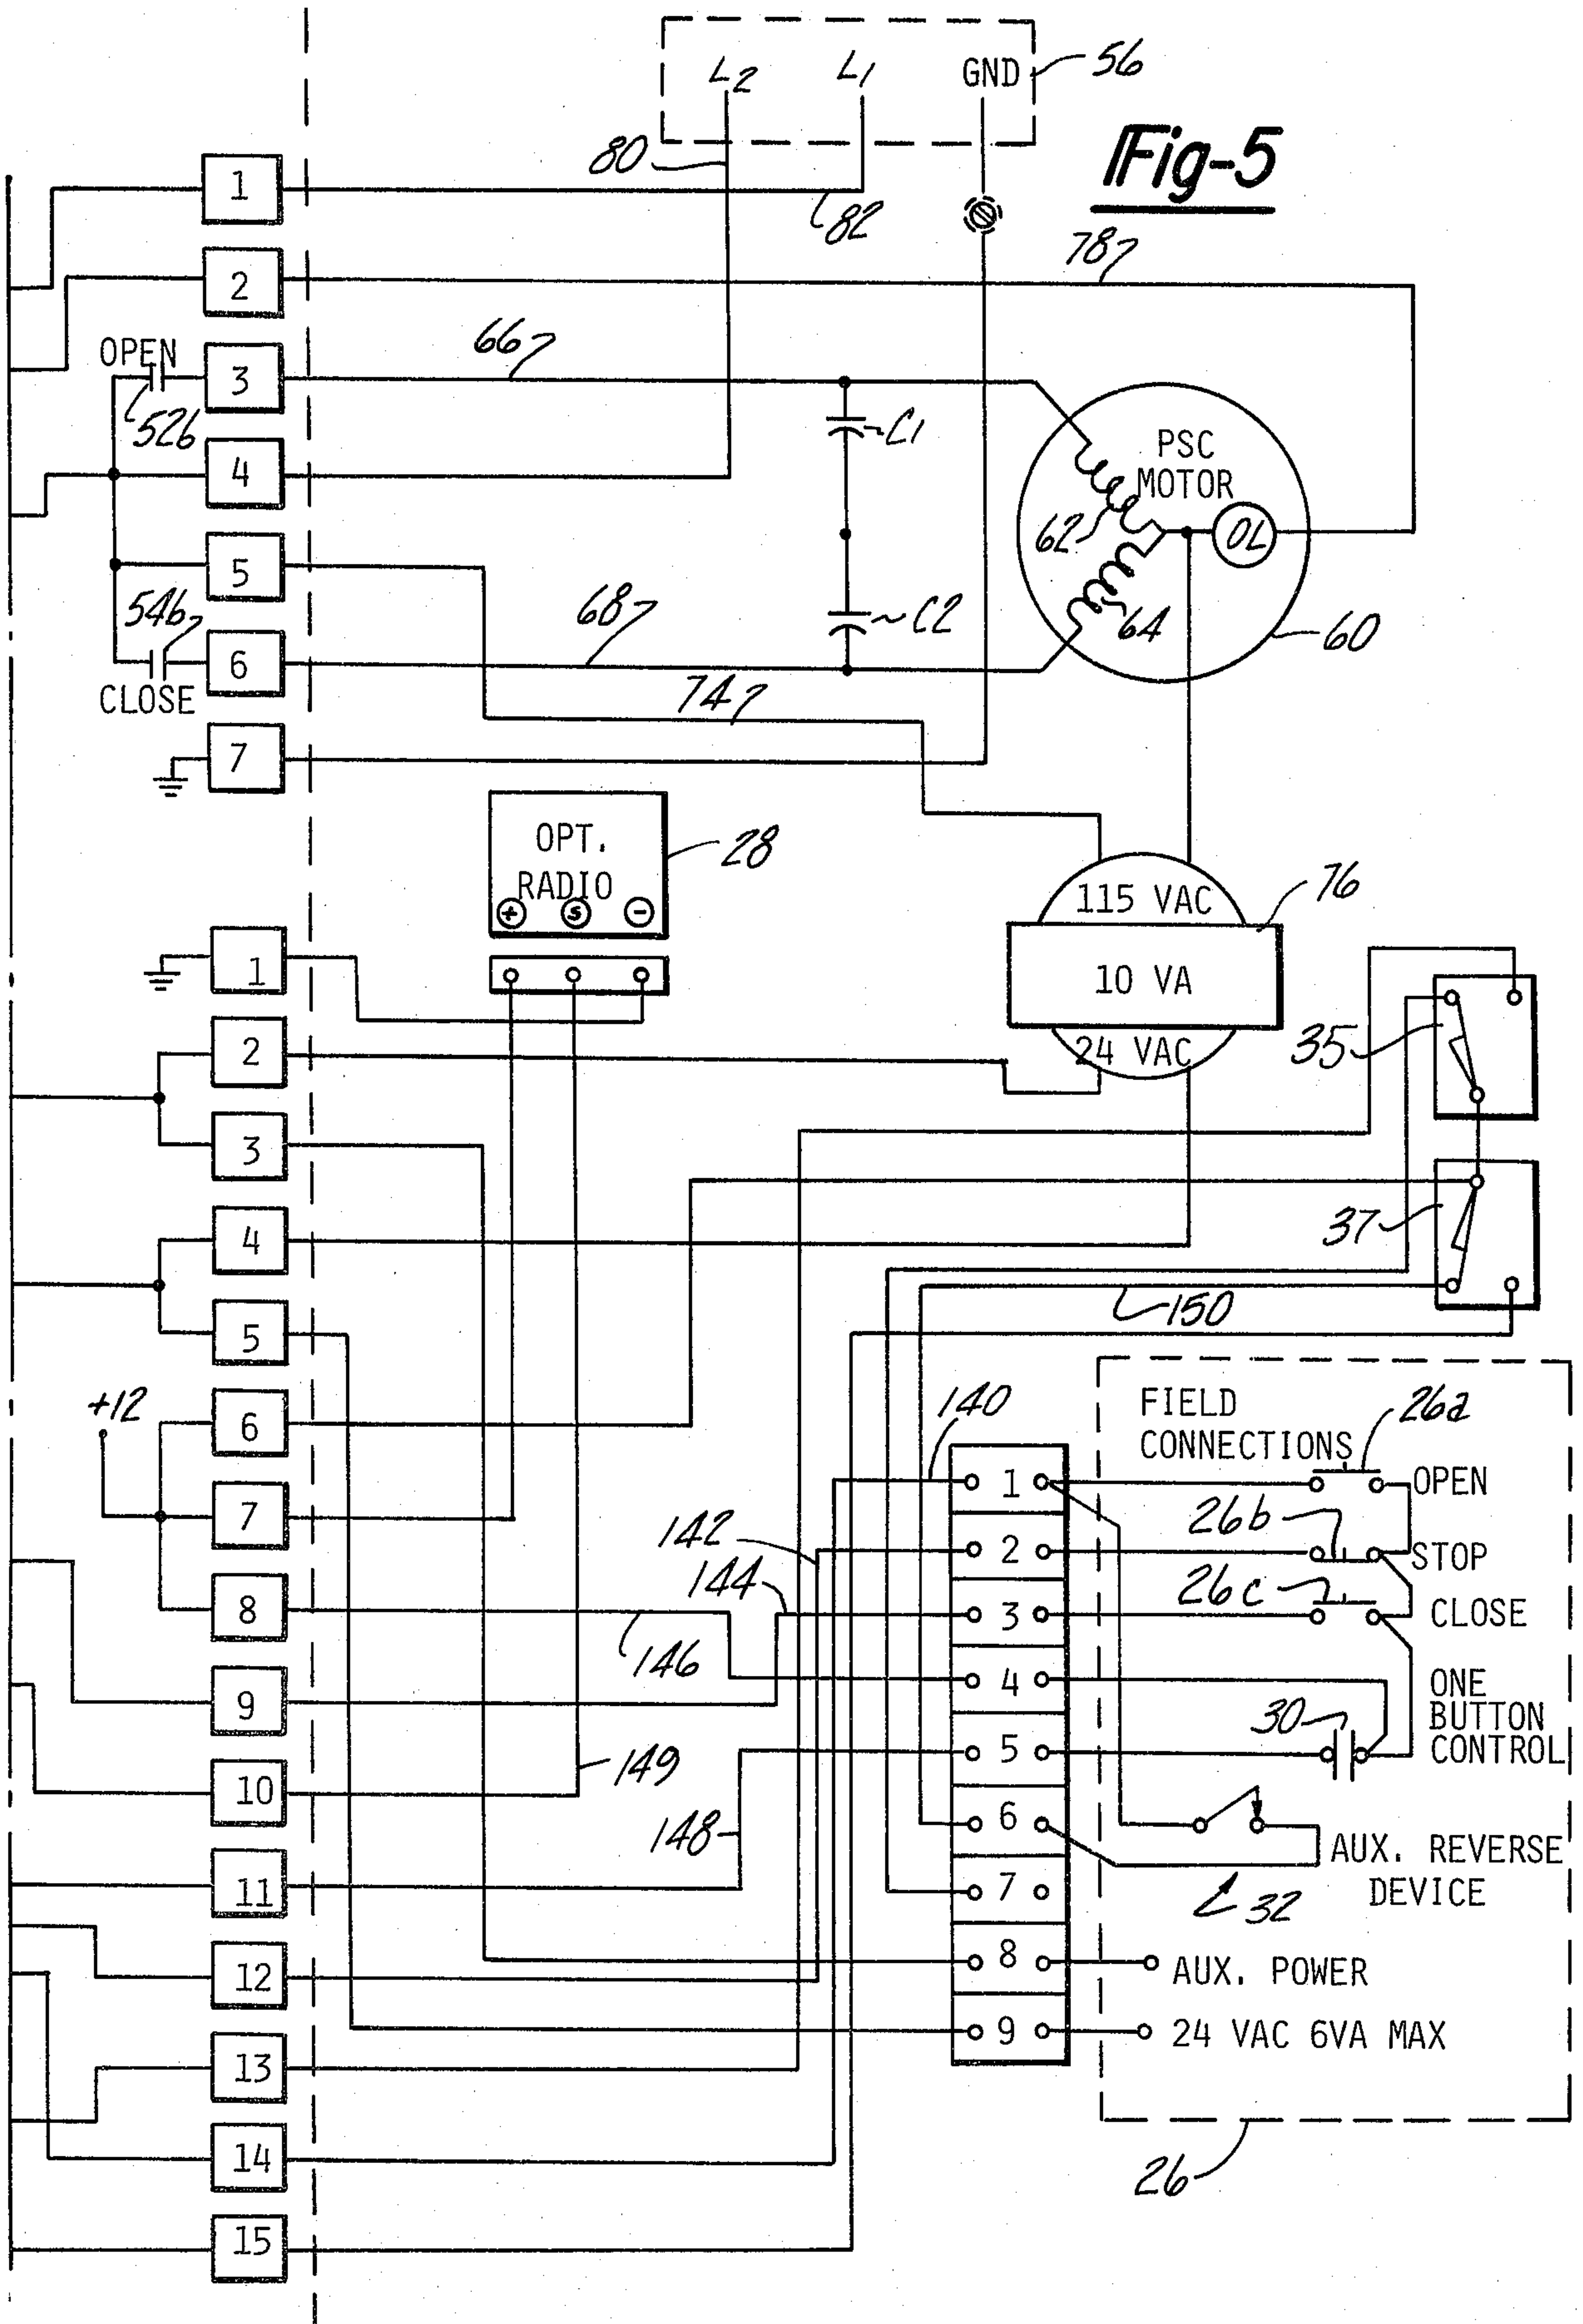 L2 L1 GND 56
Fig-5
80
1
82
2
78
OPEN
66
3
52b
C1
PSC
MOTOR
4
62
OL
5
54b
68
C2
64
60
6
CLOSE
74
7
OPT.
RADIO
+ S -
28
115 VAC
76
10 VA
24 VAC
1
35
2
3
37
4
150
5
+12
6
140
FIELD
CONNECTIONS
26a
1
OPEN
7
142
26b
2
STOP
144
26c
8
3
CLOSE
146
4
ONE
BUTTON
CONTROL
9
30
5
149
10
148
6
AUX. REVERSE
DEVICE
11
7
32
12
8
AUX. POWER
13
9
24 VAC 6VA MAX
14
26
15